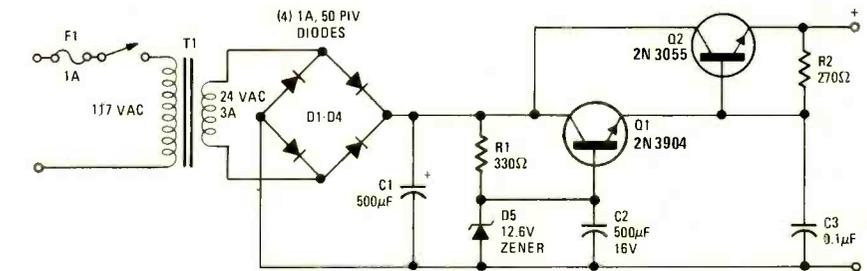 F1
1A
117 VAC
T1
24 VAC
3A
(4) 1A, 50 PIV
DIODES
D1-D4
C1
500µF
+
R1
330Ω
D5
12.6V
ZENER
Q1
2N3904
C2
500µF
16V
Q2
2N3055
R2
270Ω
C3
0.1µF
+
-